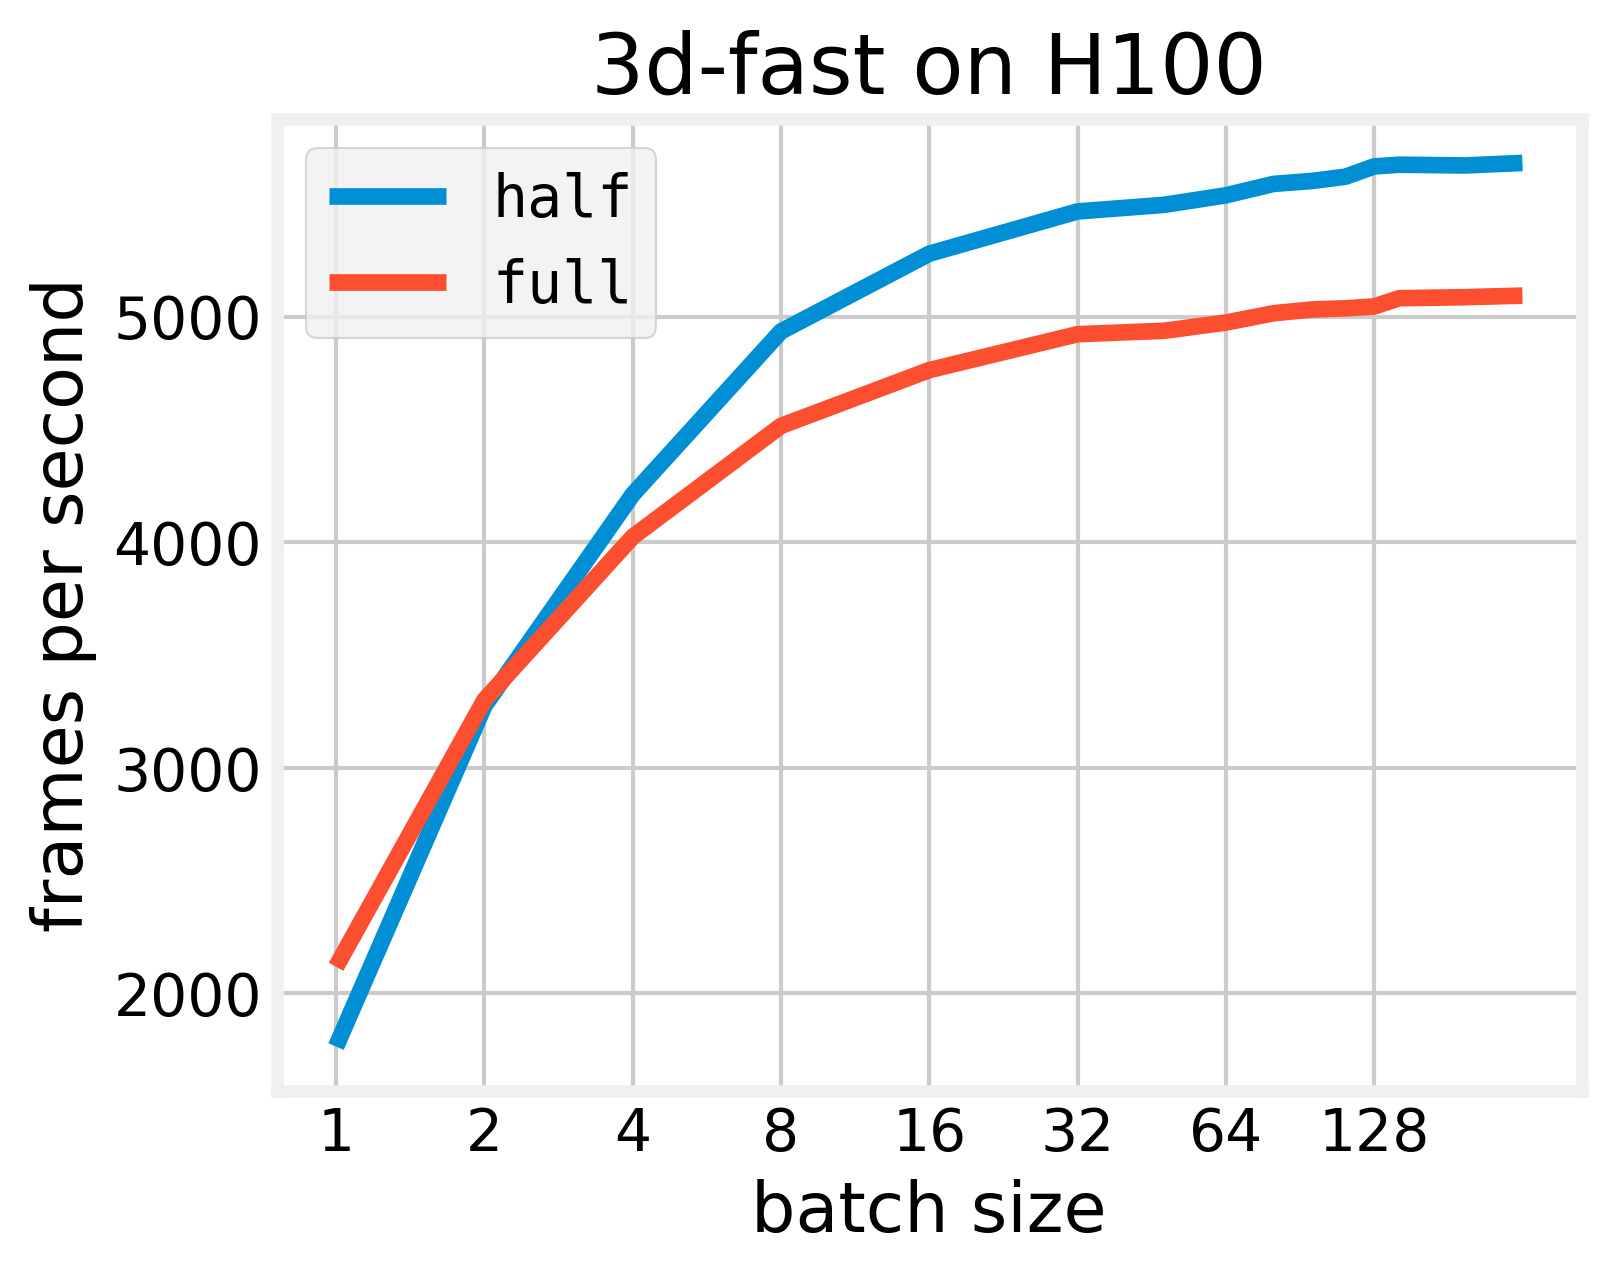 3d-fast on H100
half
full
frames per second
5000
4000
3000
2000
1 2 4 8 16 32 64 128
batch size